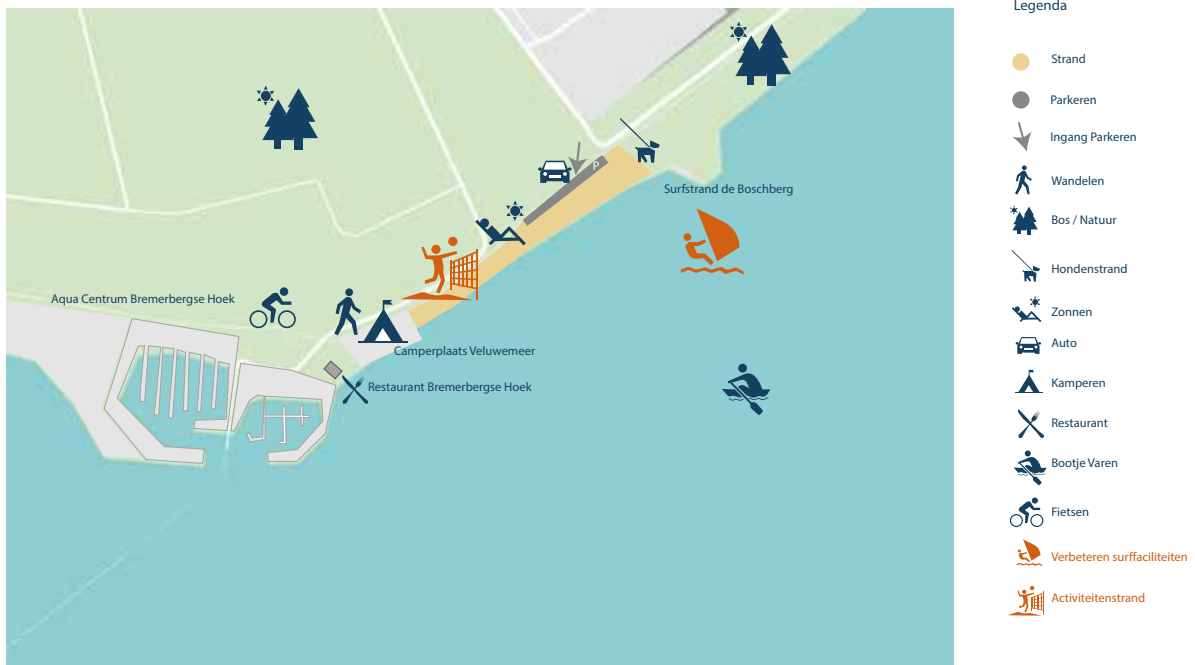 Legenda
Strand
Parkeren
Ingang Parkeren
Wandelen
Bos / Natuur
Hondenstrand
Zonnen
Auto
Kamperen
Restaurant
Bootje Varen
Fietsen
Verbeteren surffaciliteiten
Activiteitenstrand
P
Surfstrand de Boschberg
Aqua Centrum Bremerbergse Hoek
Camperplaats Veluwemeer
Restaurant Bremerbergse Hoek